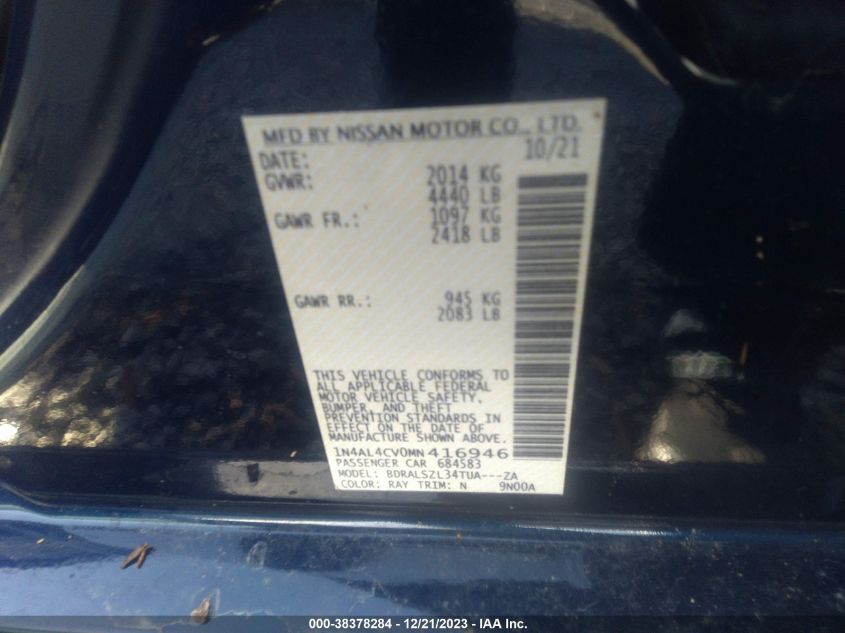 MFD BY NISSAN MOTOR CO., LTD.
DATE: 10/21
GVWR: 2014 KG
4440 LB
GAWR FR.: 1097 KG
2418 LB
GAWR RR.: 945 KG
2083 LB
THIS VEHICLE CONFORMS TO
ALL APPLICABLE FEDERAL
MOTOR VEHICLE SAFETY,
BUMPER, AND THEFT
PREVENTION STANDARDS IN
EFFECT ON THE DATE OF
MANUFACTURE SHOWN ABOVE.
1N4AL4CV0MN416946
PASSENGER CAR 684583
MODEL: BDRALSZL34TUA---ZA
COLOR: RAY TRIM: N 9N00A
000-38378284 - 12/21/2023 - IAA Inc.